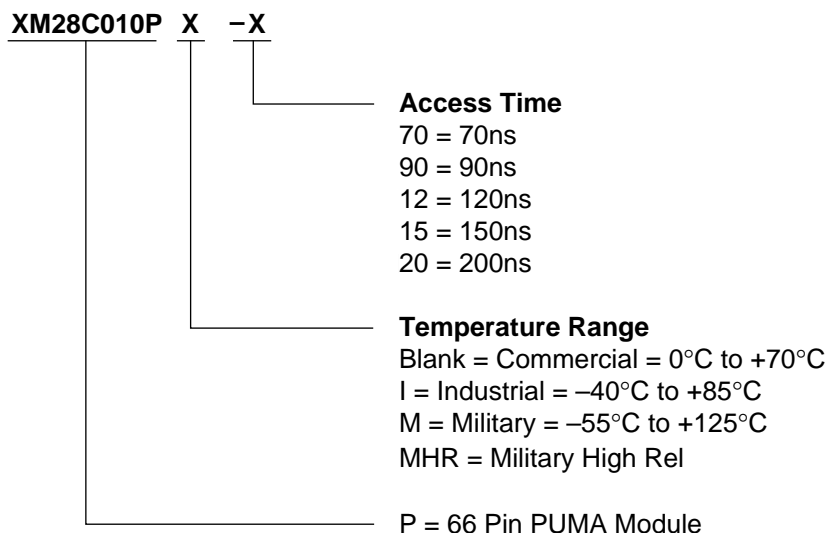 XM28C010P X –X
Access Time
70 = 70ns
90 = 90ns
12 = 120ns
15 = 150ns
20 = 200ns
Temperature Range
Blank = Commercial = 0°C to +70°C
I = Industrial = –40°C to +85°C
M = Military = –55°C to +125°C
MHR = Military High Rel
P = 66 Pin PUMA Module